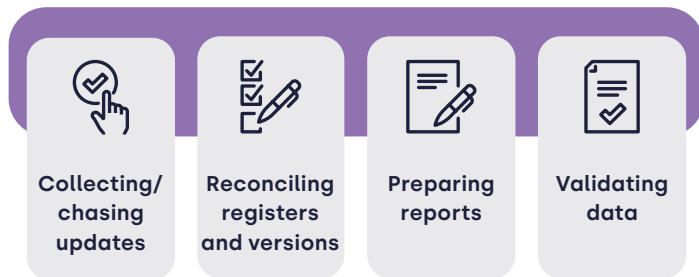 Collecting/
chasing
updates
Reconciling
registers
and versions
Preparing
reports
Validating
data